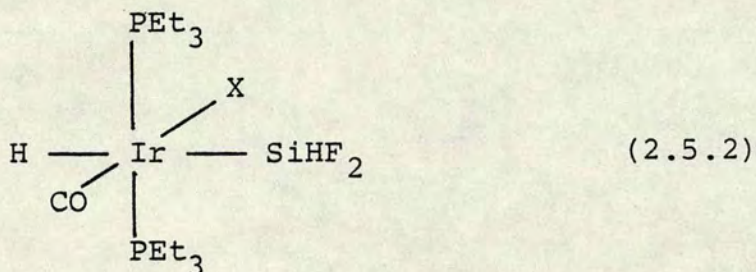 PEt₃
X
H Ir SiHF₂ (2.5.2)
CO
PEt₃